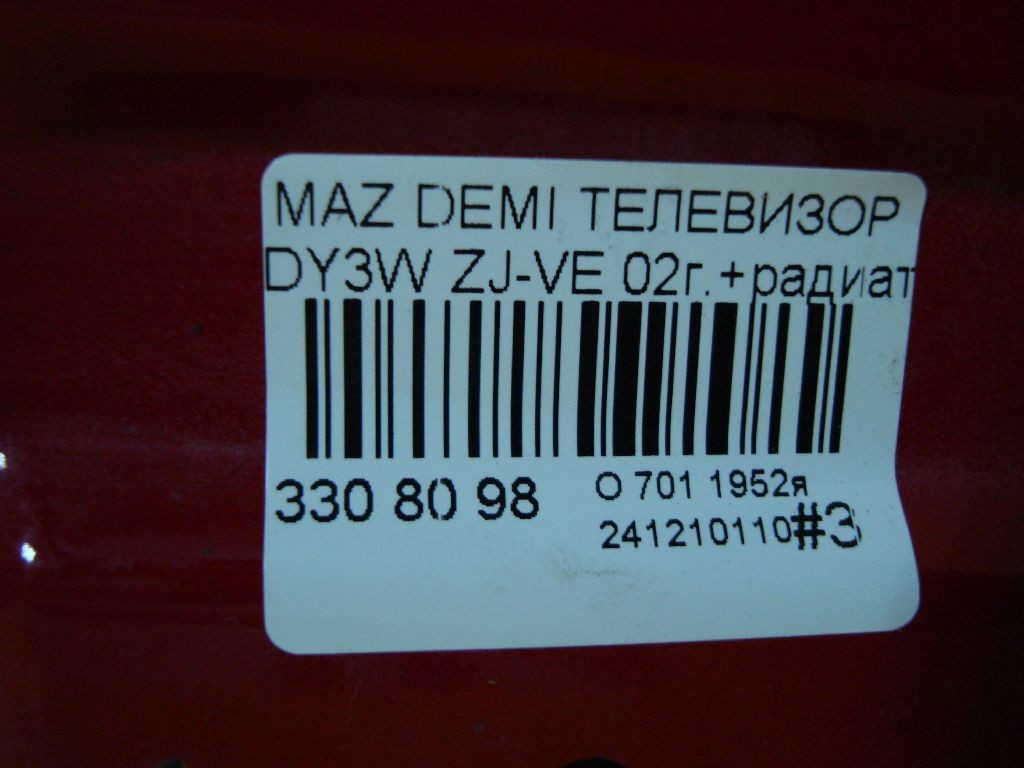 MAZ DEMI ТЕЛЕВИЗОР
DY3W ZJ-VE 02г.+радиат
330 80 98
О 701 1952я
241210110#3